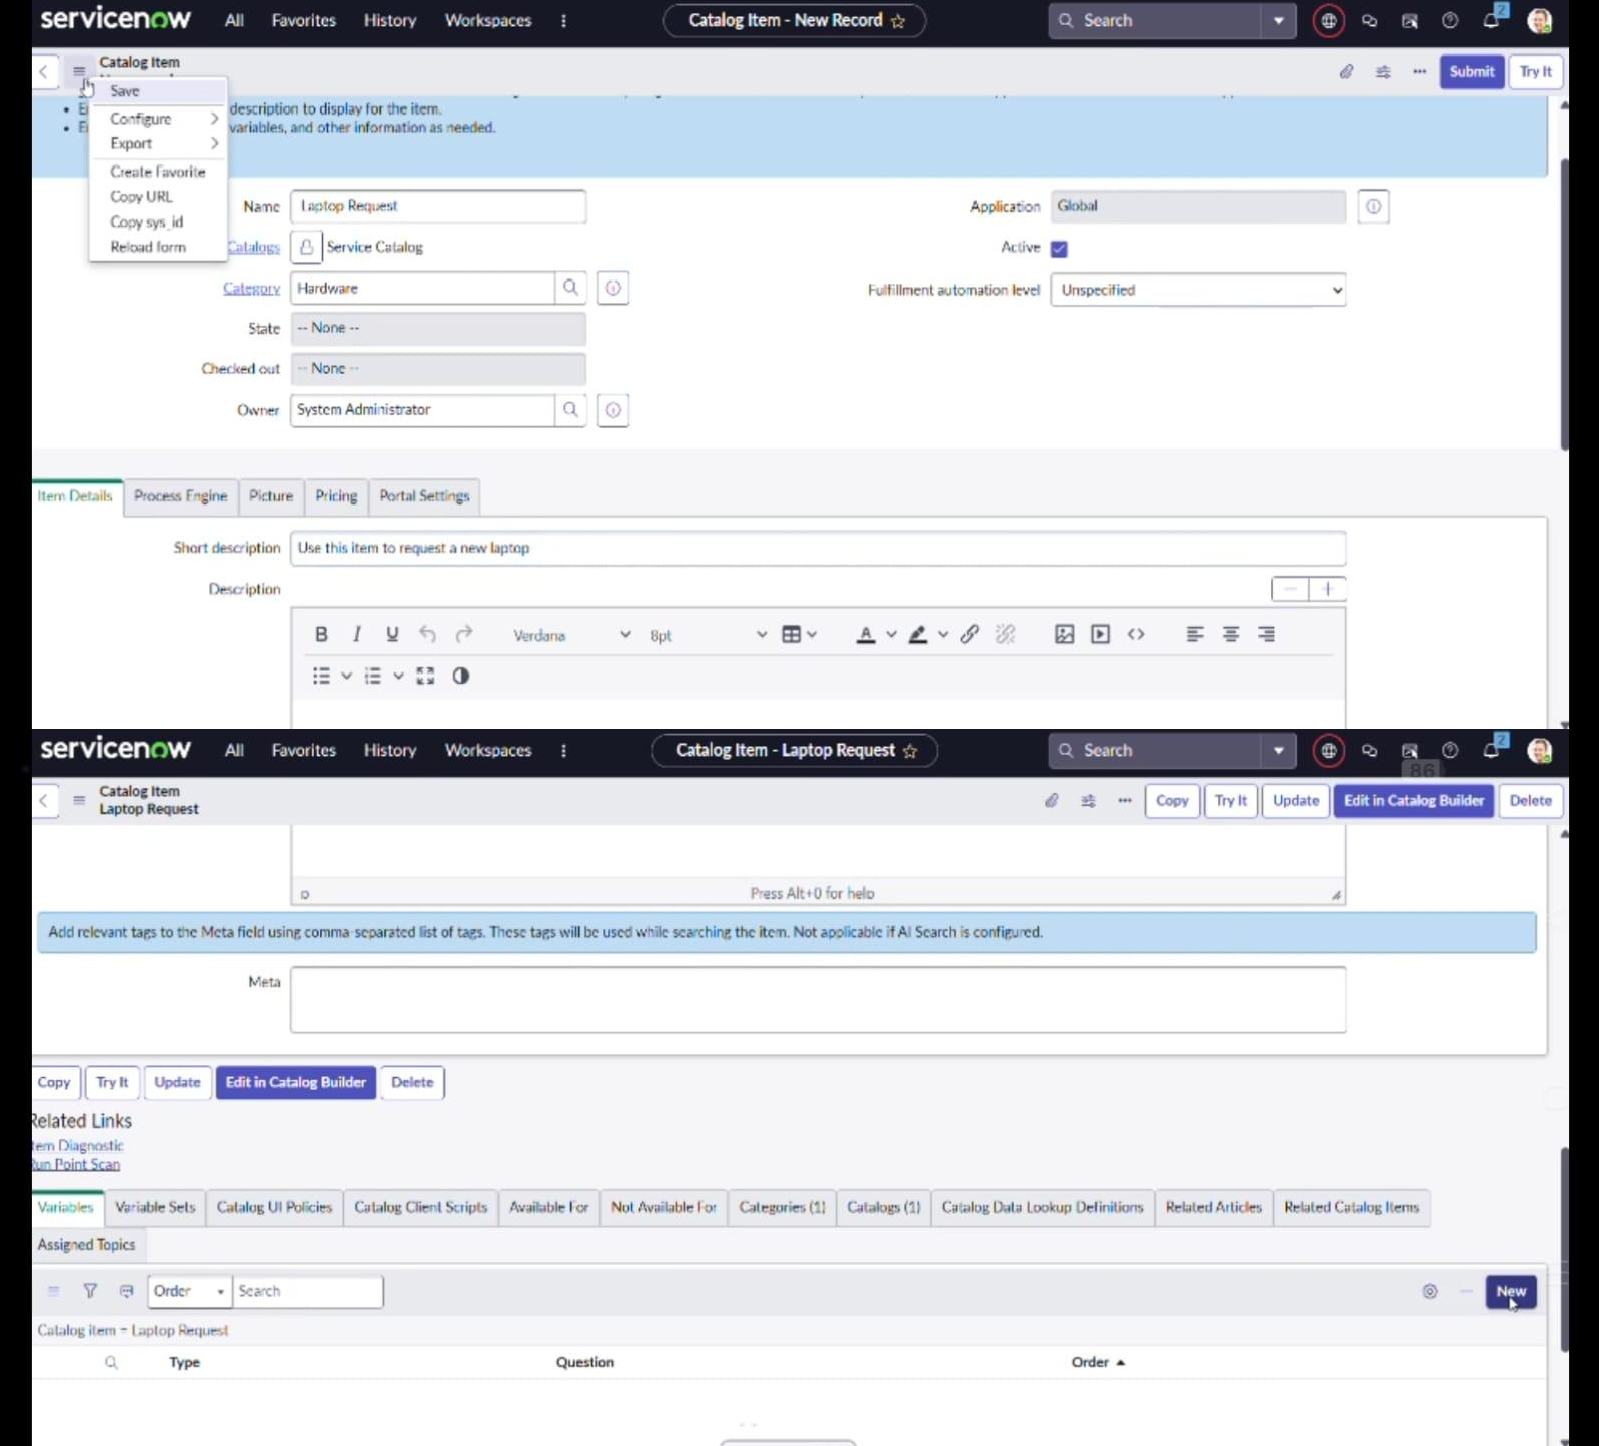 servicenow All Favorites History Workspaces Catalog Item - New Record Search 2
Catalog Item
Submit Try It
Save
description to display for the item.
Configure
variables, and other information as needed.
Export
Create Favorite
Copy URL
Name Laptop Request Application Global
Copy sys_id
Reload form
Catalogs Service Catalog Active
Category Hardware Fulfillment automation level Unspecified
State -- None --
Checked out -- None --
Owner System Administrator
Item Details Process Engine Picture Pricing Portal Settings
Short description Use this item to request a new laptop
Description
B I U Verdana 8pt A
servicenow All Favorites History Workspaces Catalog Item - Laptop Request Search 2
86
Catalog Item
Laptop Request
Copy Try It Update Edit in Catalog Builder Delete
p Press Alt+0 for help
Add relevant tags to the Meta field using comma-separated list of tags. These tags will be used while searching the item. Not applicable if AI Search is configured.
Meta
Copy Try It Update Edit in Catalog Builder Delete
Related Links
tem Diagnostic
Run Point Scan
Variables Variable Sets Catalog UI Policies Catalog Client Scripts Available For Not Available For Categories (1) Catalogs (1) Catalog Data Lookup Definitions Related Articles Related Catalog Items
Assigned Topics
Order Search New
Catalog item = Laptop Request
Type Question Order